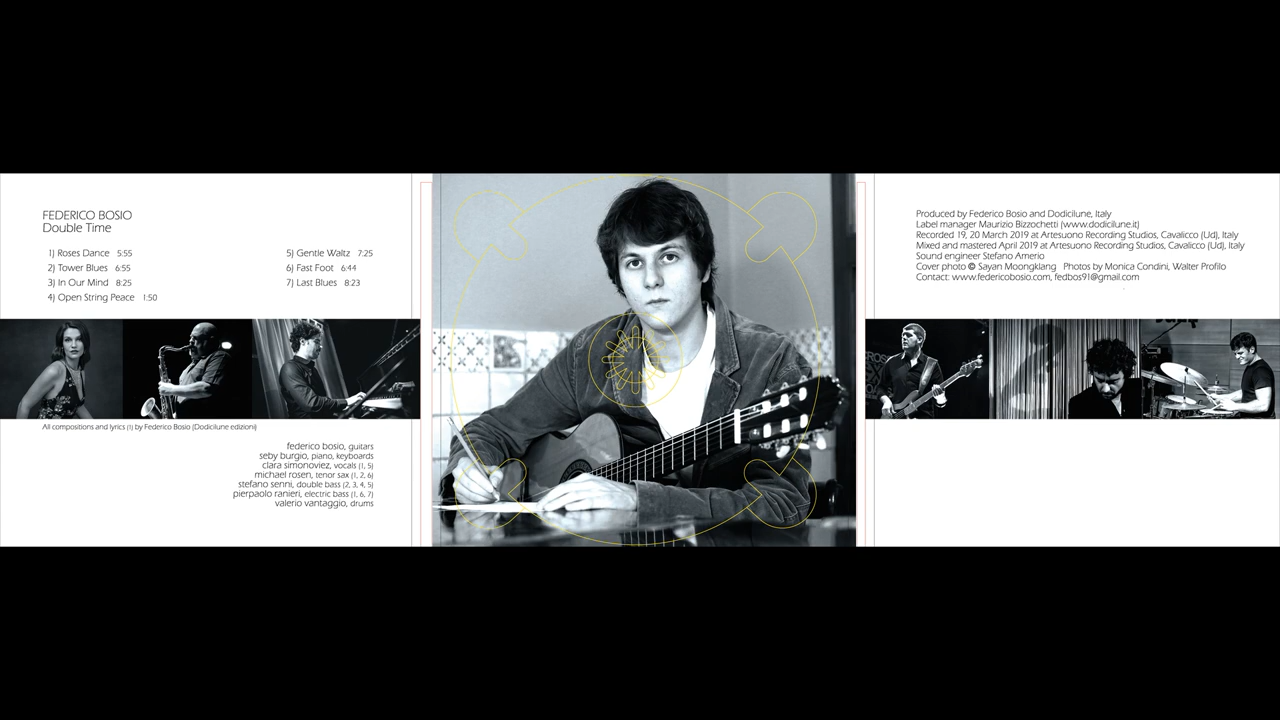 FEDERICO BOSIO
Double Time
1) Roses Dance 5:55
2) Tower Blues 6:55
3) In Our Mind 8:25
4) Open String Peace 1:50
5) Gentle Waltz 7:25
6) Fast Foot 6:44
7) Last Blues 8:23
All compositions and lyrics (1) by Federico Bosio (Dodicilune edizioni)
federico bosio, guitars
seby burgio, piano, keyboards
clara simonoviez, vocals (1, 5)
michael rosen, tenor sax (1, 2, 6)
stefano senni, double bass (2, 3, 4, 5)
pierpaolo ranieri, electric bass (1, 6, 7)
valerio vantaggio, drums
Produced by Federico Bosio and Dodicilune, Italy
Label manager Maurizio Bizzochetti (www.dodicilune.it)
Recorded 19, 20 March 2019 at Artesuono Recording Studios, Cavalicco (Ud), Italy
Mixed and mastered April 2019 at Artesuono Recording Studios, Cavalicco (Ud), Italy
Sound engineer Stefano Amerio
Cover photo © Sayan Moongklang Photos by Monica Condini, Walter Profilo
Contact: www.federicobosio.com, fedbos91@gmail.com